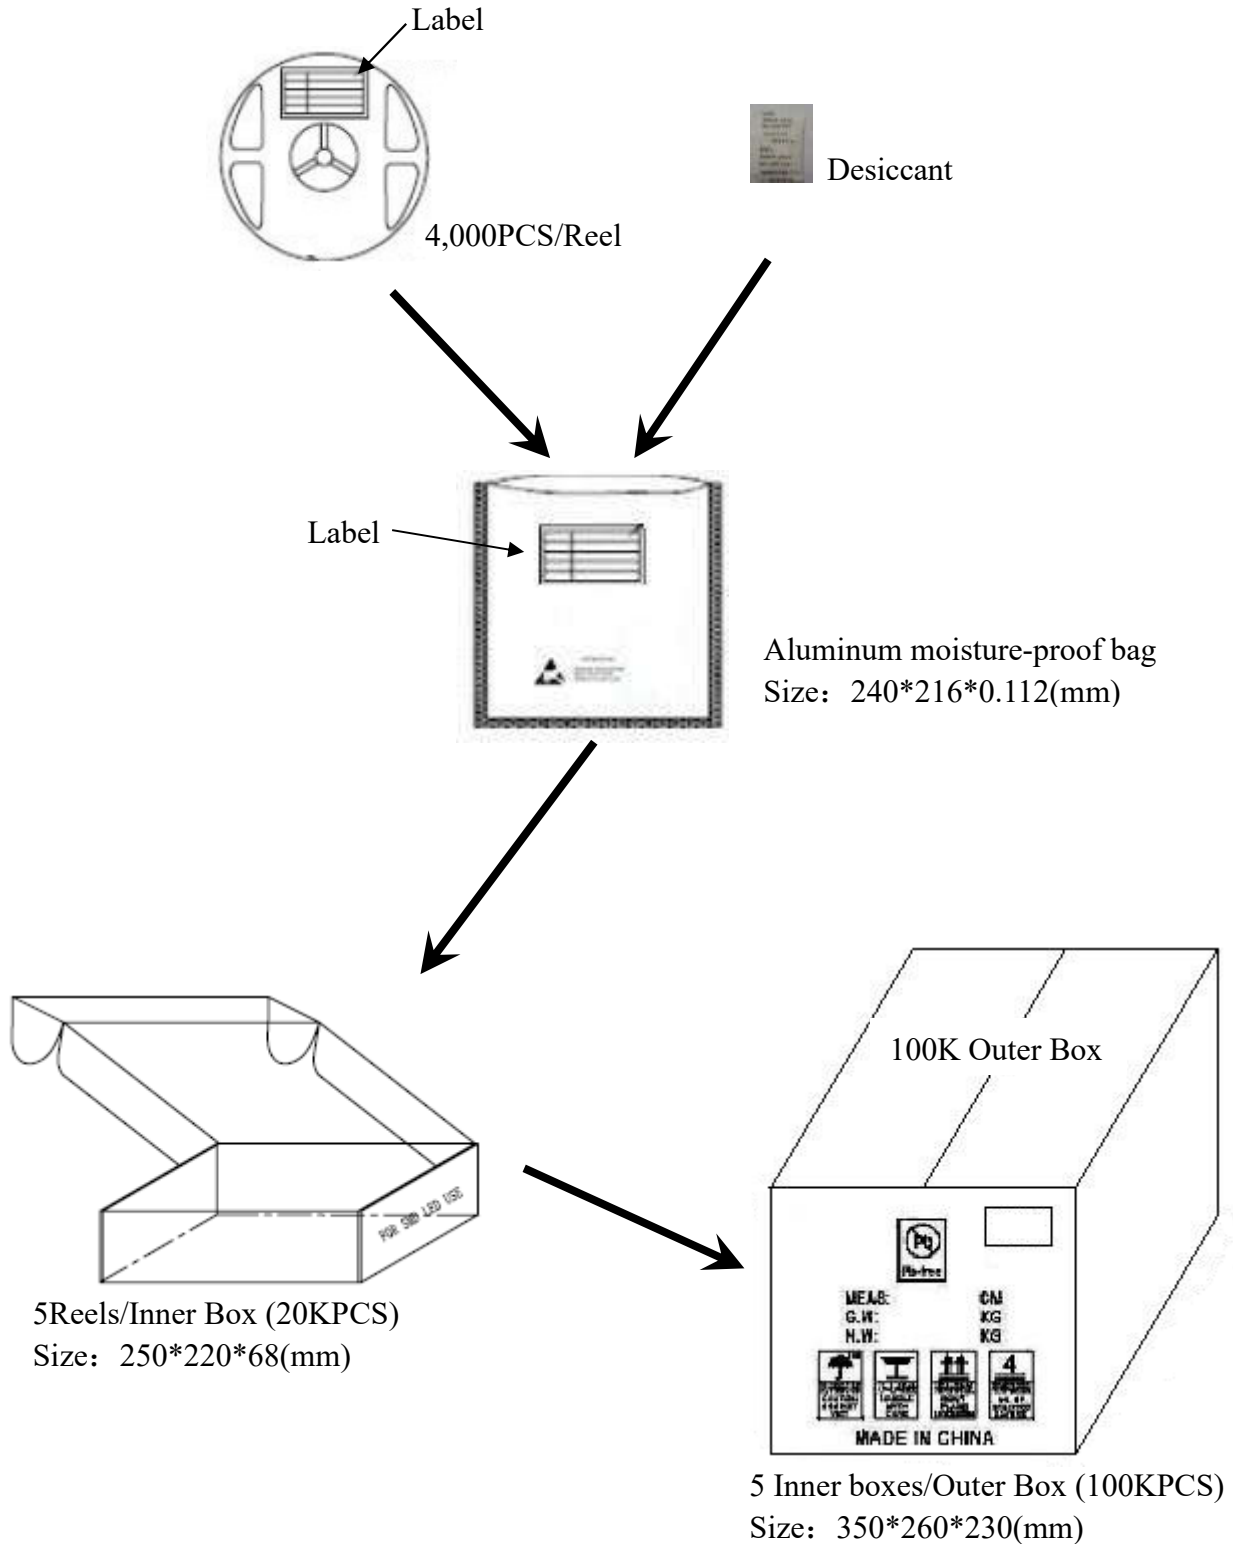 Label
Desiccant
4,000PCS/Reel
Label
Aluminum moisture-proof bag
Size：240*216*0.112(mm)
100K Outer Box
FOR SMD LED USE
Pb
Pb-free
MEAS: CM
G.W: KG
N.W: KG
4
MADE IN CHINA
5Reels/Inner Box (20KPCS)
Size：250*220*68(mm)
5 Inner boxes/Outer Box (100KPCS)
Size：350*260*230(mm)